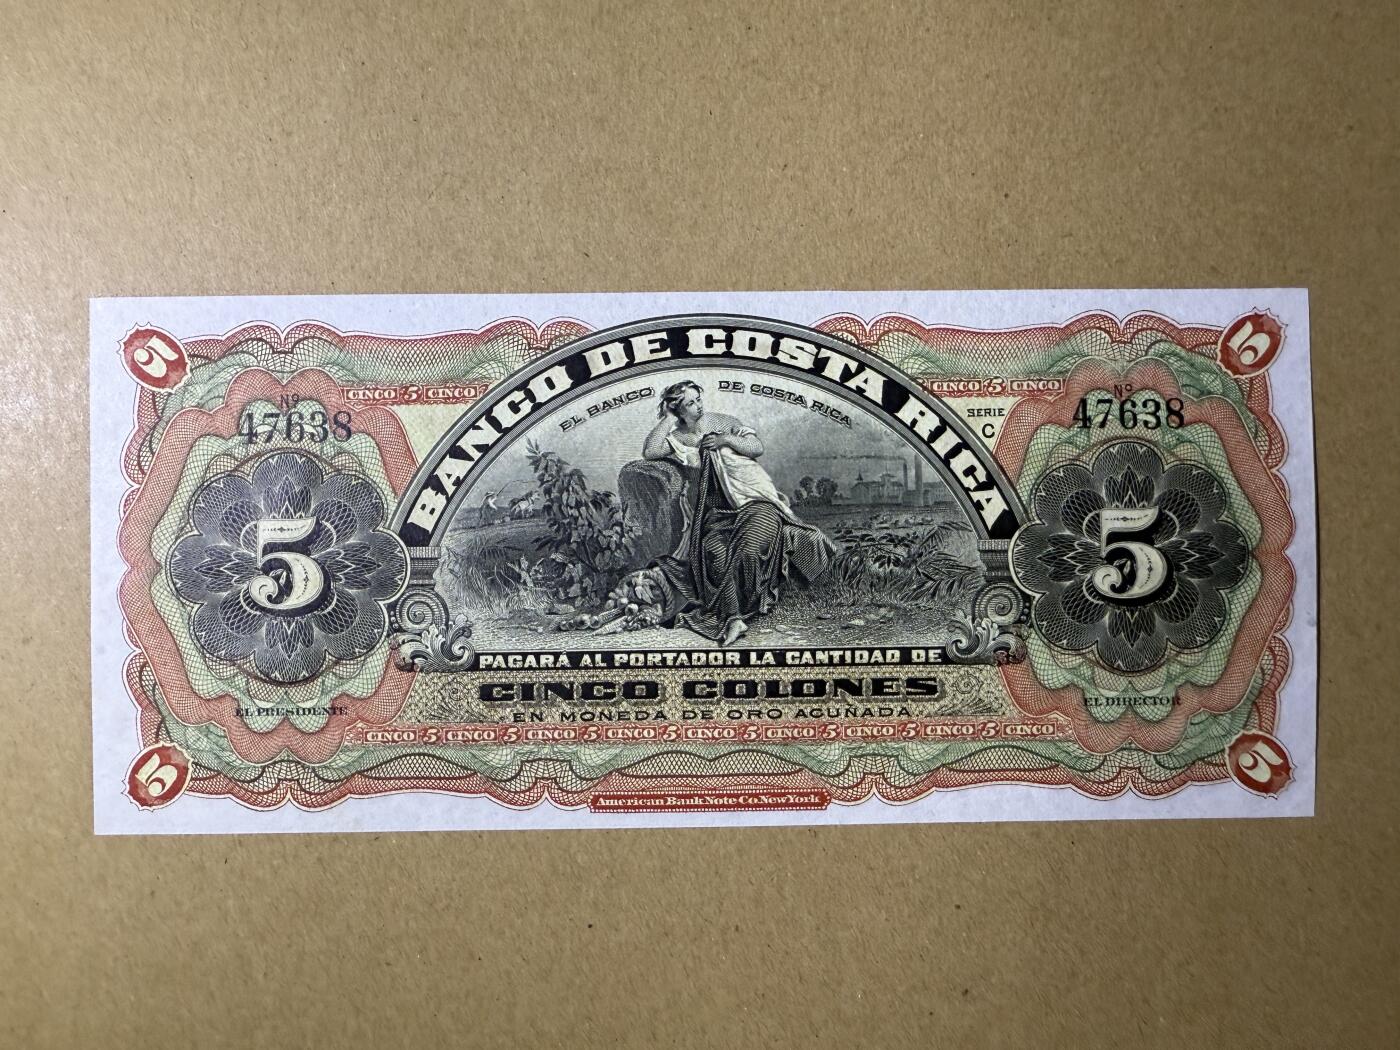 5 5
BANCO DE COSTA RICA
CINCO 5 CINCO CINCO 5 CINCO
EL BANCO DE COSTA RICA
Nº
47638
SERIE
C
Nº
47638
5 5
PAGARÁ AL PORTADOR LA CANTIDAD DE
CINCO COLONES
EN MONEDA DE ORO ACUÑADA
EL PRESIDENTE
EL DIRECTOR
CINCO 5 CINCO 5 CINCO 5 CINCO 5 CINCO 5 CINCO 5 CINCO 5 CINCO 5 CINCO
5 5
American Bank Note Co. New York